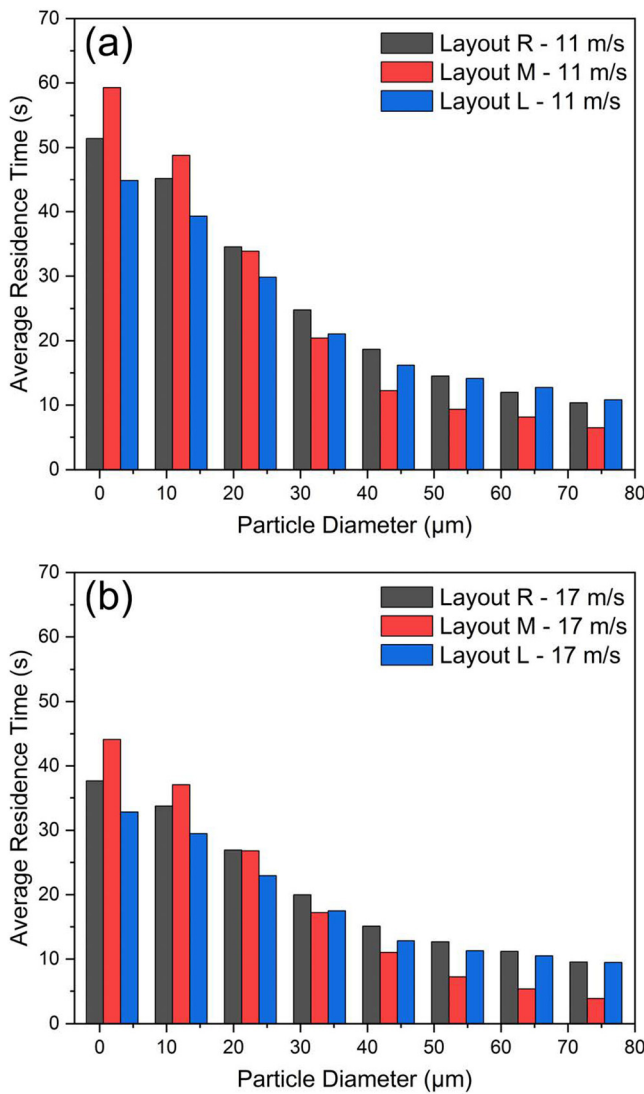 (a)
Layout R - 11 m/s
Layout M - 11 m/s
Layout L - 11 m/s
70
60
50
40
30
20
10
0
Average Residence Time (s)
0 10 20 30 40 50 60 70 80
Particle Diameter (μm)
(b)
Layout R - 17 m/s
Layout M - 17 m/s
Layout L - 17 m/s
70
60
50
40
30
20
10
0
Average Residence Time (s)
0 10 20 30 40 50 60 70 80
Particle Diameter (μm)